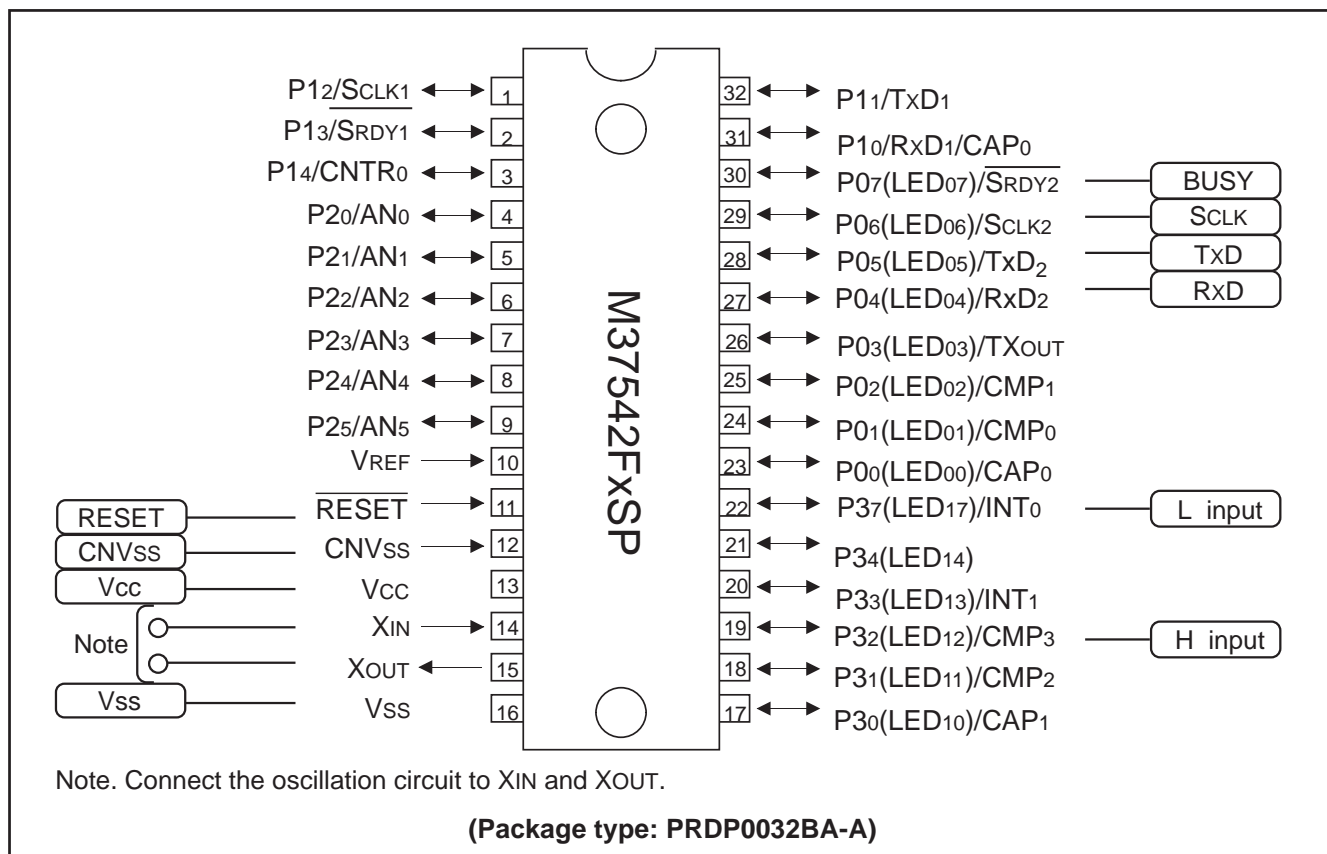 P12/SCLK1
P13/SRDY1
P14/CNTR0
P20/AN0
P21/AN1
P22/AN2
P23/AN3
P24/AN4
P25/AN5
VREF
RESET RESET
CNVSS CNVSS
Vcc VCC
Note XIN
XOUT
Vss VSS
1
2
3
4
5
6
7
8
9
10
11
12
13
14
15
16
M37542FxSP
32 P11/TXD1
31 P10/RXD1/CAP0
30 P07(LED07)/SRDY2 BUSY
29 P06(LED06)/SCLK2 SCLK
28 P05(LED05)/TxD2 TXD
27 P04(LED04)/RxD2 RXD
26 P03(LED03)/TXOUT
25 P02(LED02)/CMP1
24 P01(LED01)/CMP0
23 P00(LED00)/CAP0
22 P37(LED17)/INT0 L input
21 P34(LED14)
20 P33(LED13)/INT1
19 P32(LED12)/CMP3 H input
18 P31(LED11)/CMP2
17 P30(LED10)/CAP1
Note. Connect the oscillation circuit to XIN and XOUT.
(Package type: PRDP0032BA-A)